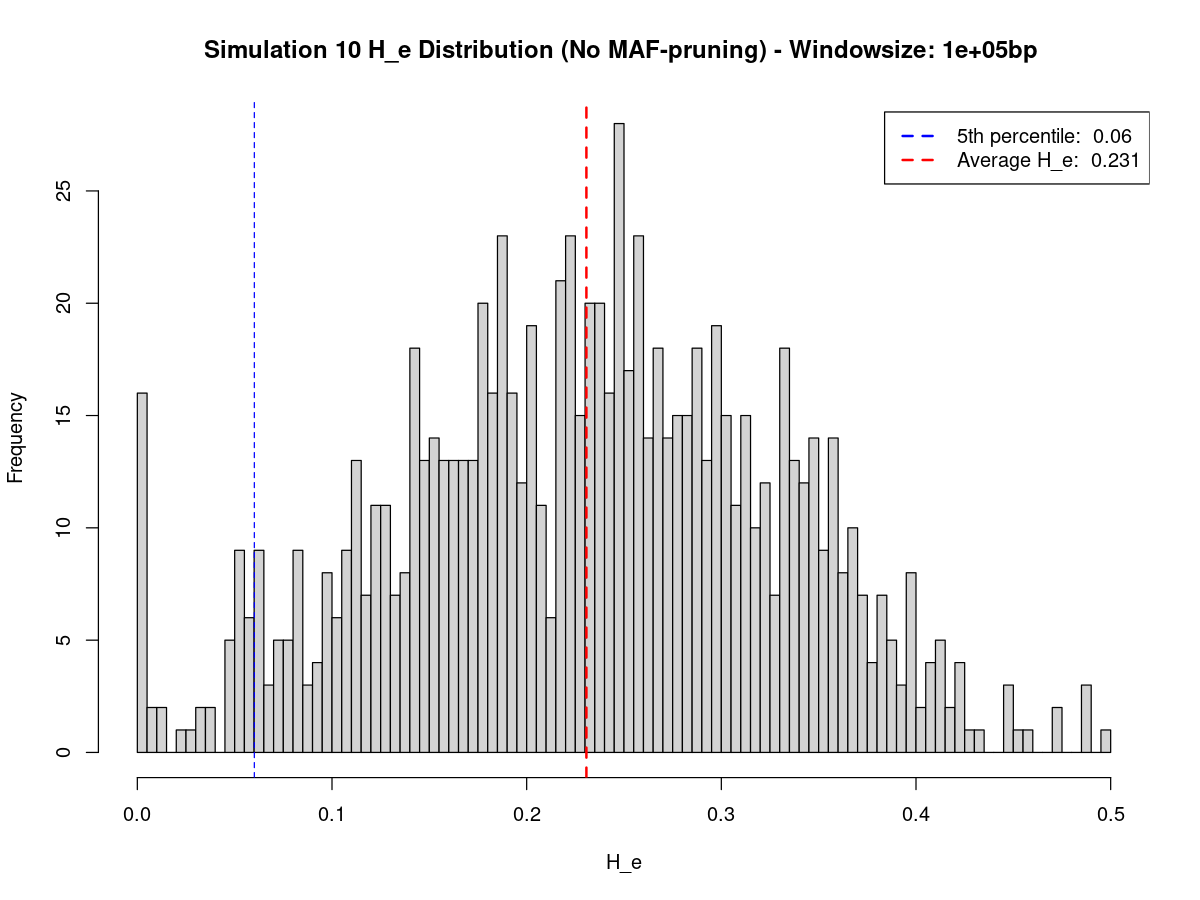 Simulation 10 H_e Distribution (No MAF-pruning) - Windowsize: 1e+05bp
5th percentile: 0.06
Average H_e: 0.231
Frequency
25
20
15
10
5
0
0.0 0.1 0.2 0.3 0.4 0.5
H_e